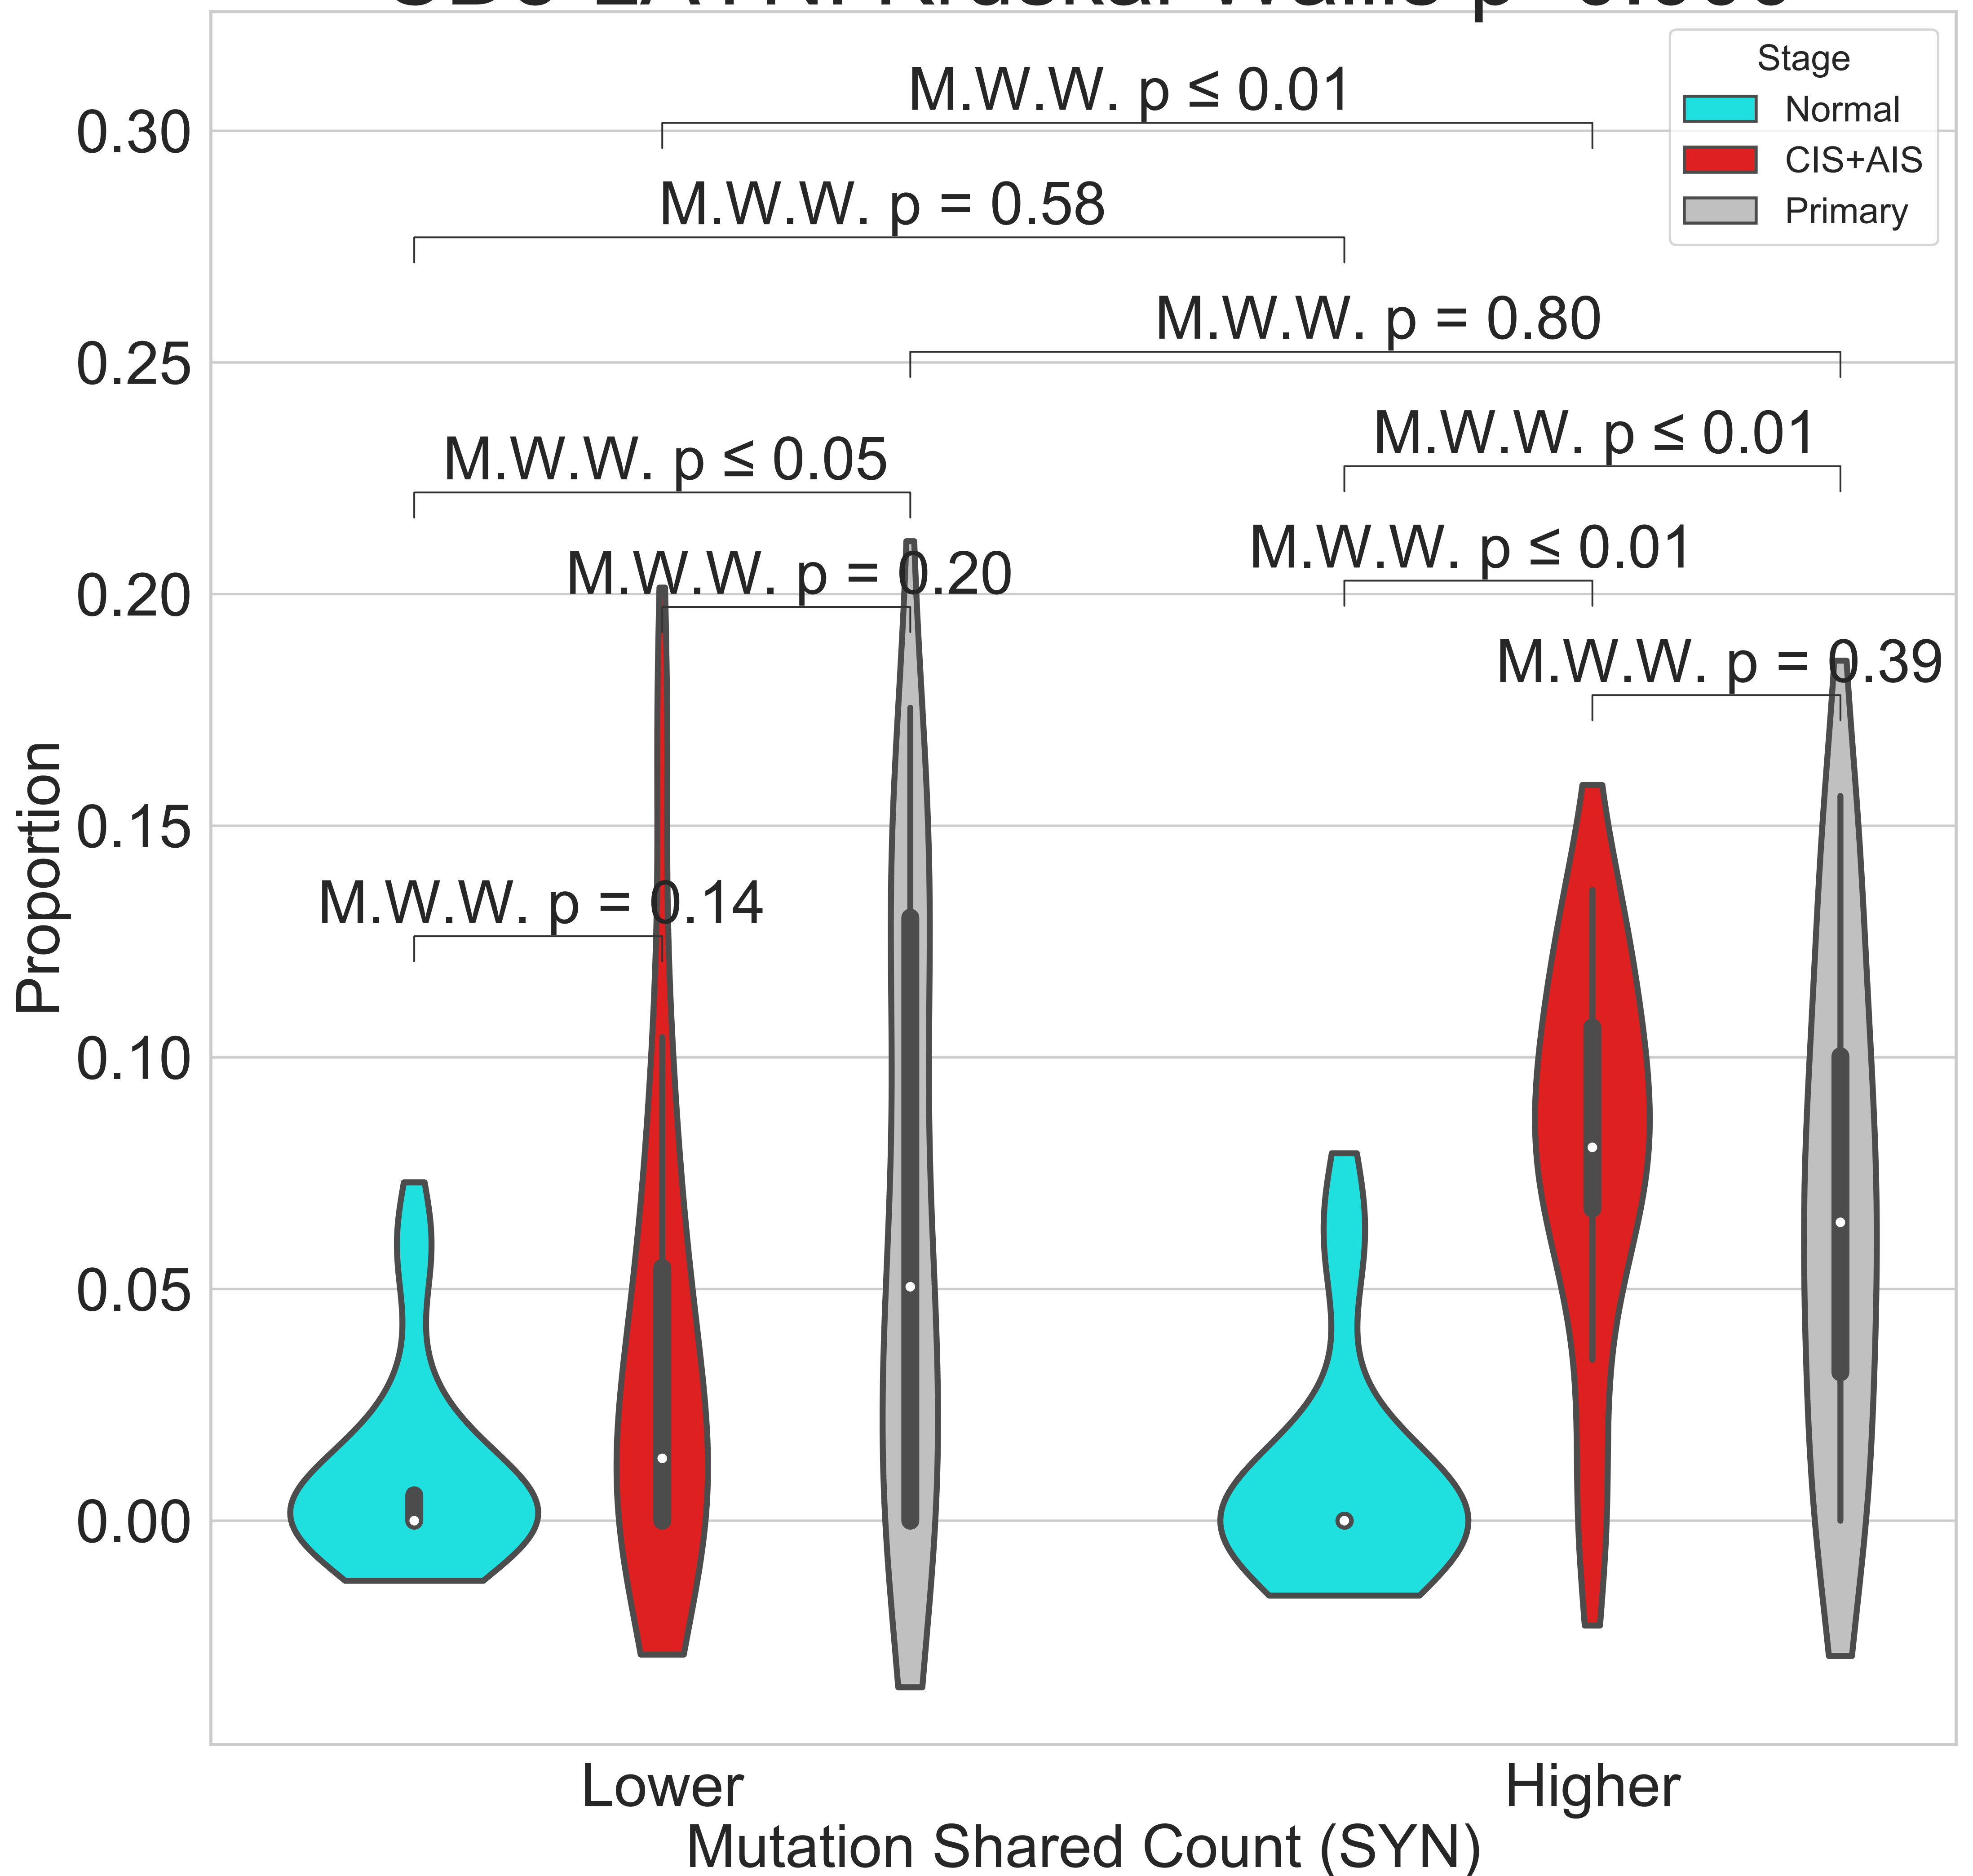 Stage
Normal
CIS+AIS
Primary
M.W.W. p ≤ 0.01
M.W.W. p = 0.58
M.W.W. p = 0.80
M.W.W. p ≤ 0.01
M.W.W. p ≤ 0.05
M.W.W. p ≤ 0.01
M.W.W. p = 0.20
M.W.W. p = 0.39
M.W.W. p = 0.14
0.30
0.25
0.20
0.15
0.10
0.05
0.00
Proportion
Lower
Higher
Mutation Shared Count (SYN)